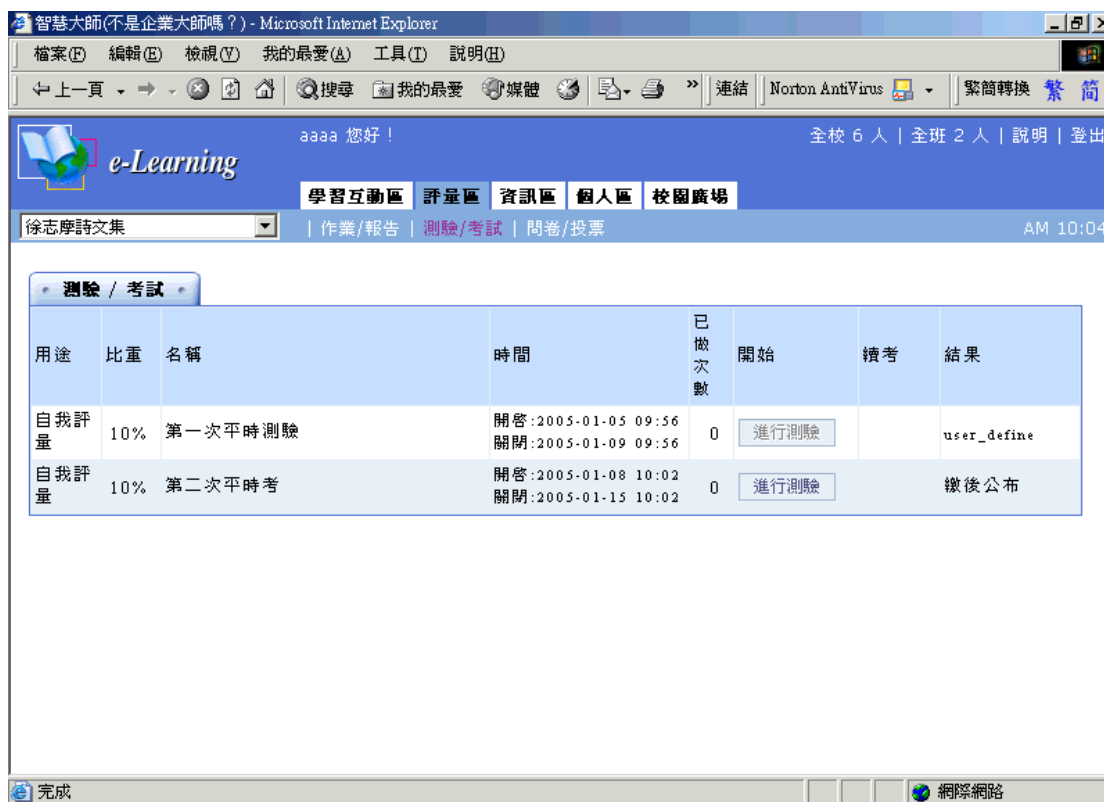 智慧大師(不是企業大師嗎？) - Microsoft Internet Explorer
檔案(F) 編輯(E) 檢視(V) 我的最愛(A) 工具(T) 說明(H)
上一頁 搜尋 我的最愛 媒體 » 連結 Norton AntiVirus 繁簡轉換 繁 简
aaaa 您好！ 全校 6 人 | 全班 2 人 | 說明 | 登出
e-Learning
學習互動區 評量區 資訊區 個人區 校園廣場
徐志摩詩文集 | 作業/報告 | 測驗/考試 | 問卷/投票 AM 10:04
測驗 / 考試
用途 比重 名稱 時間 已做次數 開始 續考 結果
自我評量 10% 第一次平時測驗 開啓:2005-01-05 09:56 0 進行測驗 user_define
關閉:2005-01-09 09:56
自我評量 10% 第二次平時考 開啓:2005-01-08 10:02 0 進行測驗 繳後公布
關閉:2005-01-15 10:02
完成 網際網路